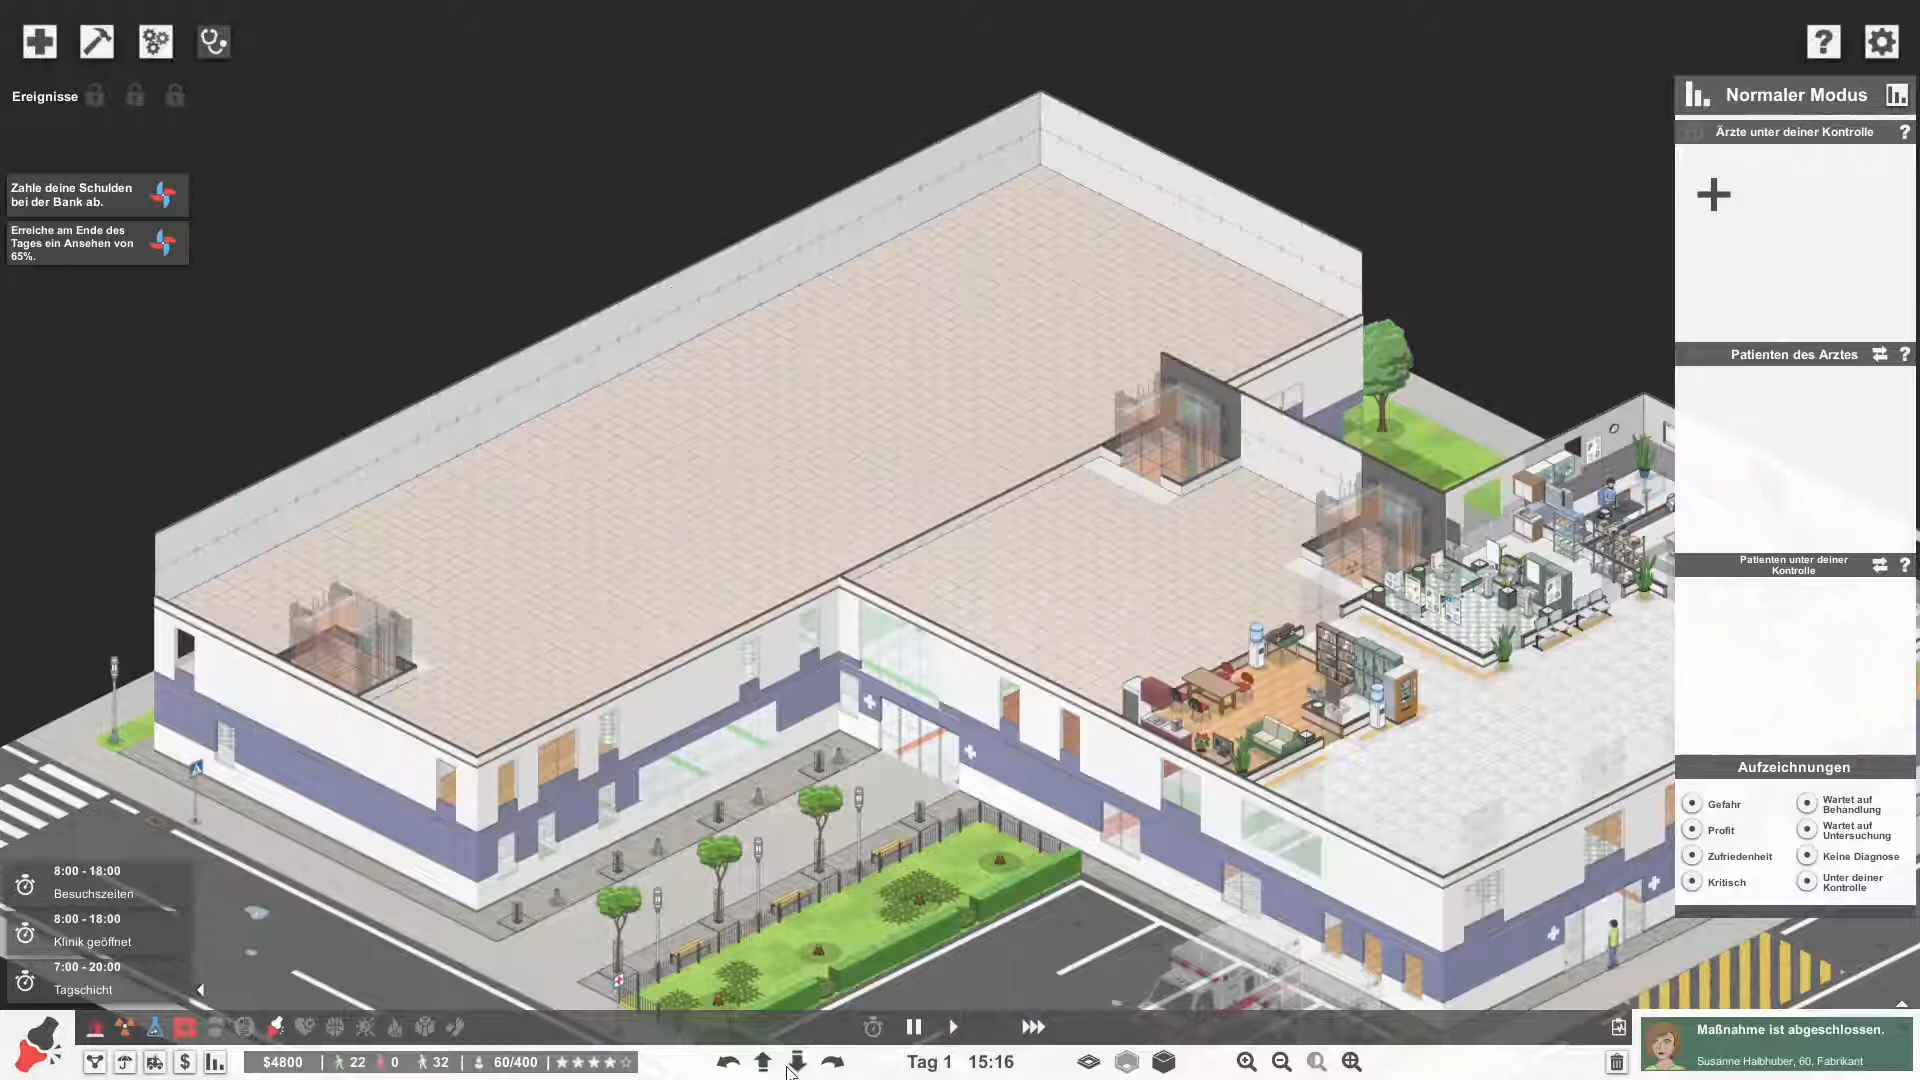 Ereignisse
Zahle deine Schulden
bei der Bank ab.
Erreiche am Ende des
Tages ein Ansehen von
65%.
Normaler Modus
Ärzte unter deiner Kontrolle
?
Patienten des Arztes
?
Patienten unter deiner
Kontrolle
?
Aufzeichnungen
Gefahr
Wartet auf
Behandlung
Profit
Wartet auf
Untersuchung
Zufriedenheit
Keine Diagnose
Kritisch
Unter deiner
Kontrolle
8:00 - 18:00
Besuchszeiten
8:00 - 18:00
Klinik geöffnet
7:00 - 20:00
Tagschicht
$4800 | 22 0 32 | 60/400
Tag 1 15:16
Maßnahme ist abgeschlossen.
Susanne Halbhuber, 60, Fabrikant